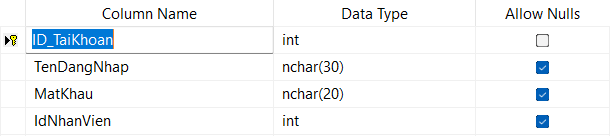 Column Name Data Type Allow Nulls
ID_TaiKhoan int
TenDangNhap nchar(30)
MatKhau nchar(20)
IdNhanVien int